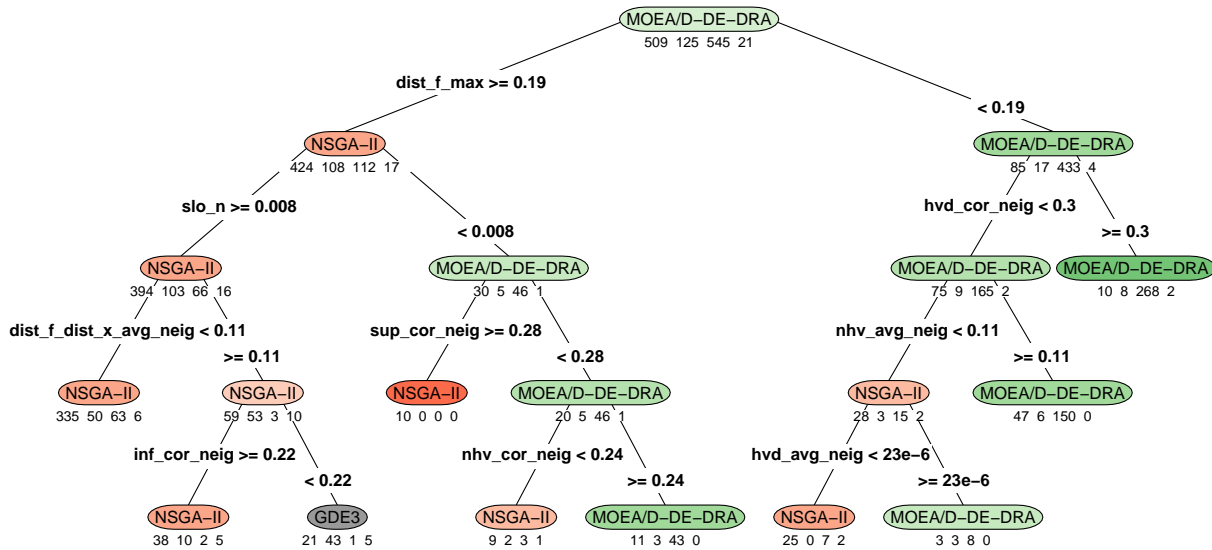 MOEA/D−DE−DRA
509 125 545 21
dist_f_max >= 0.19
< 0.19
NSGA−II
424 108 112 17
MOEA/D−DE−DRA
85 17 433 4
slo_n >= 0.008
< 0.008
hvd_cor_neig < 0.3
>= 0.3
NSGA−II
394 103 66 16
MOEA/D−DE−DRA
30 5 46 1
MOEA/D−DE−DRA
75 9 165 2
MOEA/D−DE−DRA
10 8 268 2
dist_f_dist_x_avg_neig < 0.11
>= 0.11
sup_cor_neig >= 0.28
< 0.28
nhv_avg_neig < 0.11
>= 0.11
NSGA−II
335 50 63 6
NSGA−II
59 53 3 10
NSGA−II
10 0 0 0
MOEA/D−DE−DRA
20 5 46 1
NSGA−II
28 3 15 2
MOEA/D−DE−DRA
47 6 150 0
inf_cor_neig >= 0.22
< 0.22
nhv_cor_neig < 0.24
>= 0.24
hvd_avg_neig < 23e−6
>= 23e−6
NSGA−II
38 10 2 5
GDE3
21 43 1 5
NSGA−II
9 2 3 1
MOEA/D−DE−DRA
11 3 43 0
NSGA−II
25 0 7 2
MOEA/D−DE−DRA
3 3 8 0